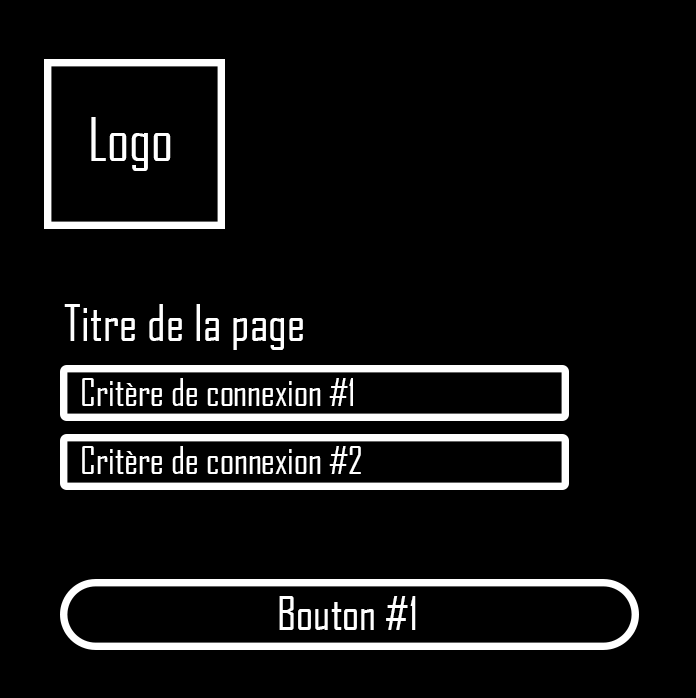 Logo
Titre de la page
Critère de connexion #1
Critère de connexion #2
Bouton #1